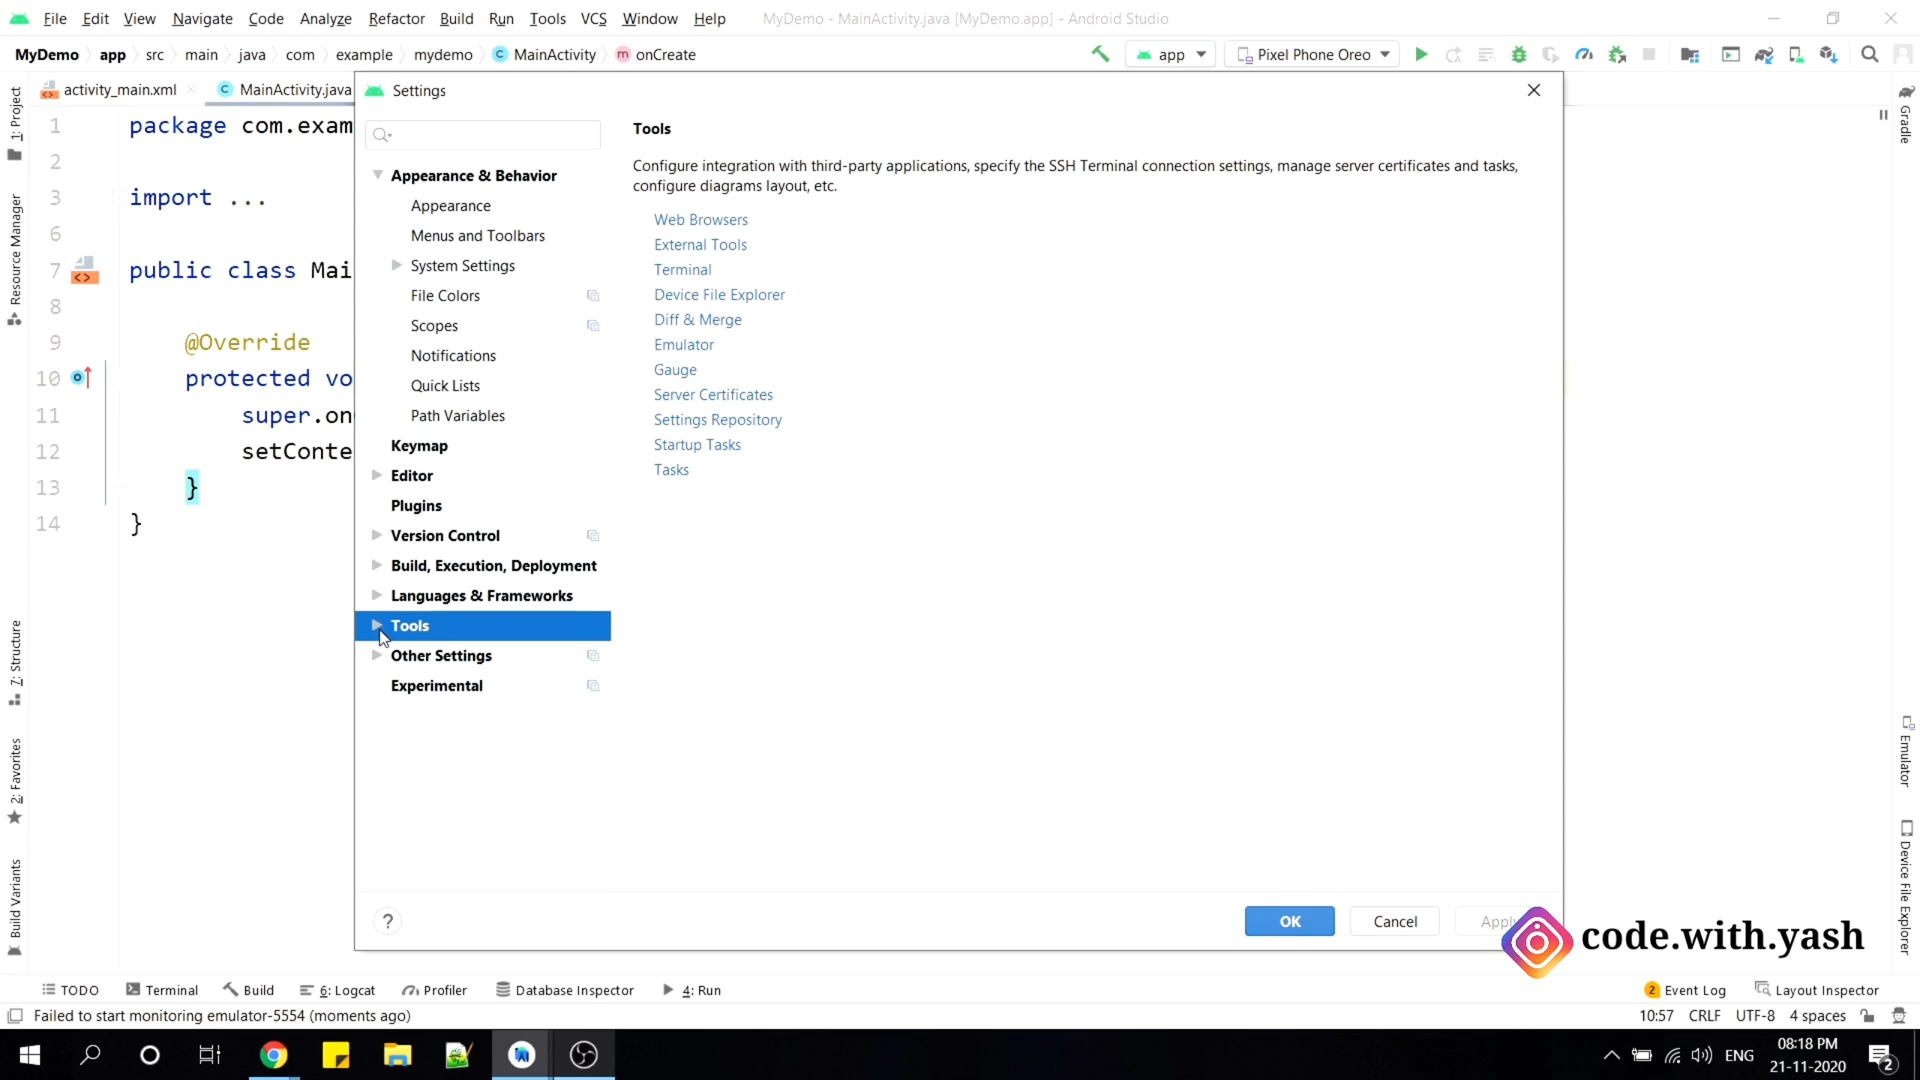 File Edit View Navigate Code Analyze Refactor Build Run Tools VCS Window Help MyDemo - MainActivity.java [MyDemo.app] - Android Studio
MyDemo app src main java com example mydemo MainActivity onCreate app Pixel Phone Oreo
activity_main.xml MainActivity.java
1 package com.exam
2
3 import ...
6
7 public class Mai
8
9 @Override
10 protected vo
11 super.on
12 setConte
13 }
14 }
1: Project
Resource Manager
7: Structure
2: Favorites
Build Variants
Settings
Appearance & Behavior
Appearance
Menus and Toolbars
System Settings
File Colors
Scopes
Notifications
Quick Lists
Path Variables
Keymap
Editor
Plugins
Version Control
Build, Execution, Deployment
Languages & Frameworks
Tools
Other Settings
Experimental
Tools
Configure integration with third-party applications, specify the SSH Terminal connection settings, manage server certificates and tasks,
configure diagrams layout, etc.
Web Browsers
External Tools
Terminal
Device File Explorer
Diff & Merge
Emulator
Gauge
Server Certificates
Settings Repository
Startup Tasks
Tasks
? OK Cancel
code.with.yash
Gradle
Emulator
Device File Explorer
TODO Terminal Build 6: Logcat Profiler Database Inspector 4: Run 2 Event Log Layout Inspector
Failed to start monitoring emulator-5554 (moments ago) 10:57 CRLF UTF-8 4 spaces
ENG 08:18 PM
21-11-2020 2